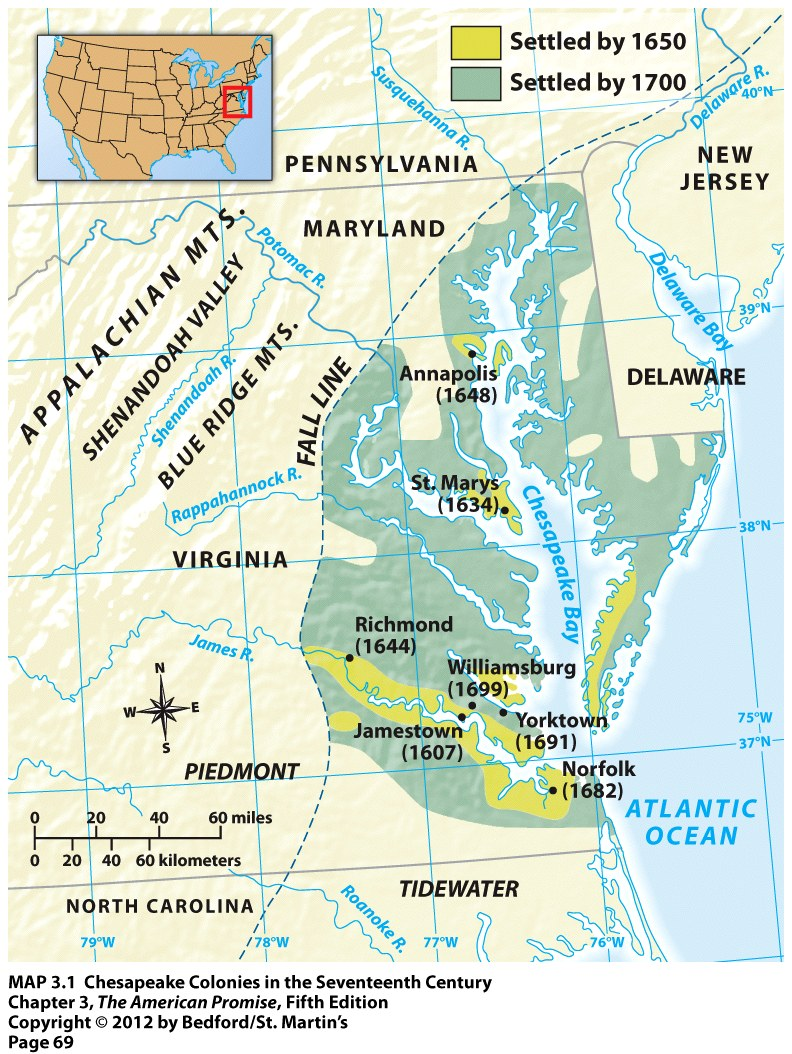 Settled by 1650
Settled by 1700
Susquehanna R.
Delaware R.
40°N
PENNSYLVANIA
NEW
JERSEY
MARYLAND
APPALACHIAN MTS.
SHENANDOAH VALLEY
Potomac R.
Delaware Bay
39°N
Shenandoah R.
BLUE RIDGE MTS.
FALL LINE
Annapolis
(1648)
DELAWARE
St. Marys
(1634)
Rappahannock R.
Chesapeake Bay
38°N
VIRGINIA
Richmond
(1644)
James R.
Williamsburg
(1699)
N
W
E
S
Yorktown
(1691)
Jamestown
(1607)
75°W
37°N
PIEDMONT
Norfolk
(1682)
ATLANTIC
OCEAN
0 20 40 60 miles
0 20 40 60 kilometers
TIDEWATER
NORTH CAROLINA
Roanoke R.
79°W
78°W
77°W
76°W
MAP 3.1 Chesapeake Colonies in the Seventeenth Century
Chapter 3, The American Promise, Fifth Edition
Copyright © 2012 by Bedford/St. Martin's
Page 69